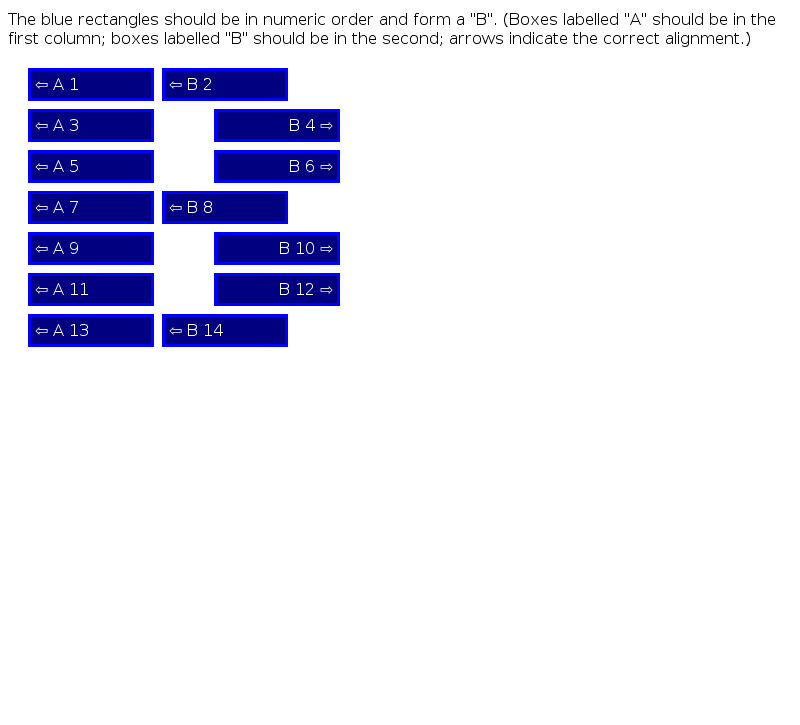 The blue rectangles should be in numeric order and form a "B". (Boxes labelled "A" should be in the
first column; boxes labelled "B" should be in the second; arrows indicate the correct alignment.)
⇦ A 1 ⇦ B 2
⇦ A 3 B 4 ⇨
⇦ A 5 B 6 ⇨
⇦ A 7 ⇦ B 8
⇦ A 9 B 10 ⇨
⇦ A 11 B 12 ⇨
⇦ A 13 ⇦ B 14